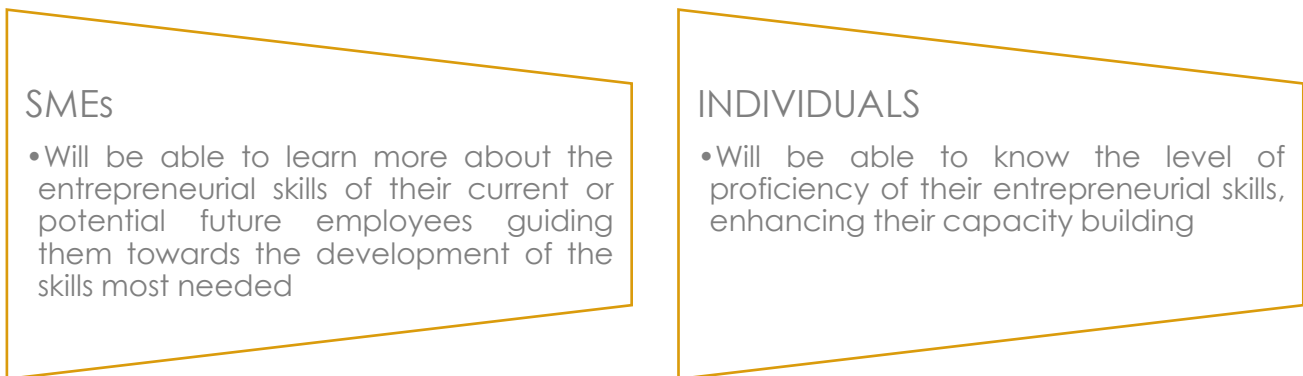 SMEs
•Will be able to learn more about the
entrepreneurial skills of their current or
potential future employees guiding
them towards the development of the
skills most needed
INDIVIDUALS
•Will be able to know the level of
proficiency of their entrepreneurial skills,
enhancing their capacity building